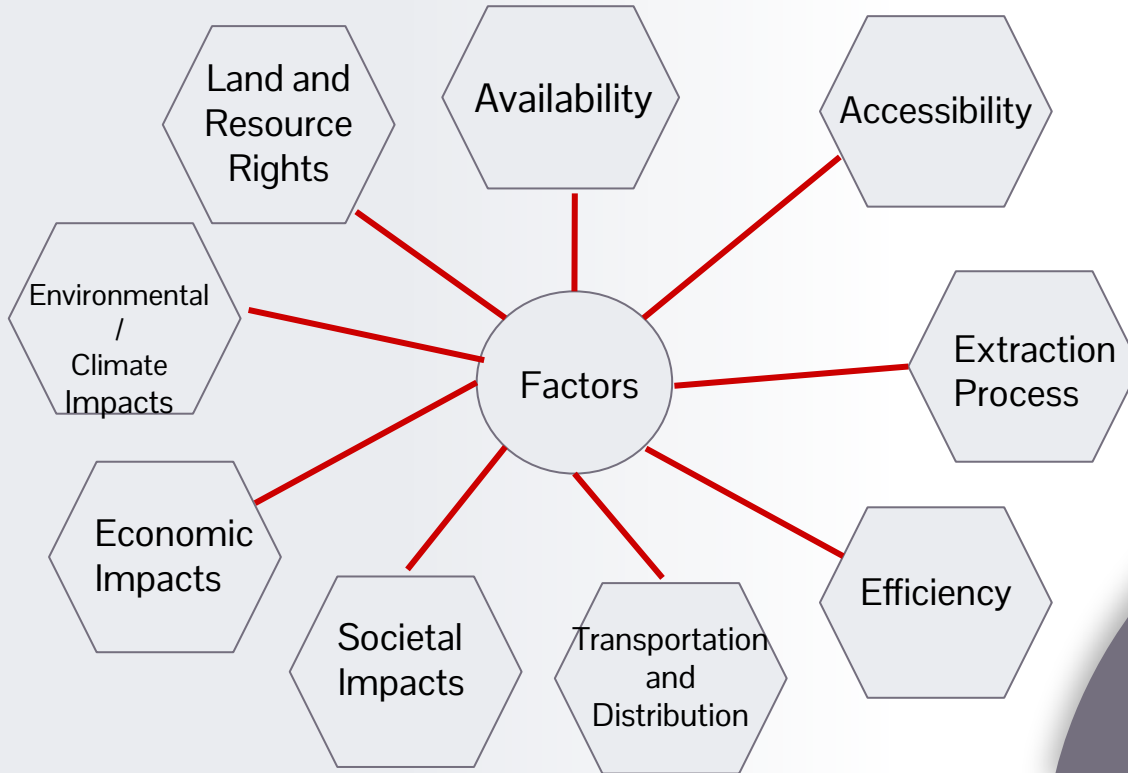 Land and
Resource
Rights
Availability
Accessibility
Environmental
/
Climate
Impacts
Factors
Extraction
Process
Economic
Impacts
Societal
Impacts
Transportation
and
Distribution
Efficiency